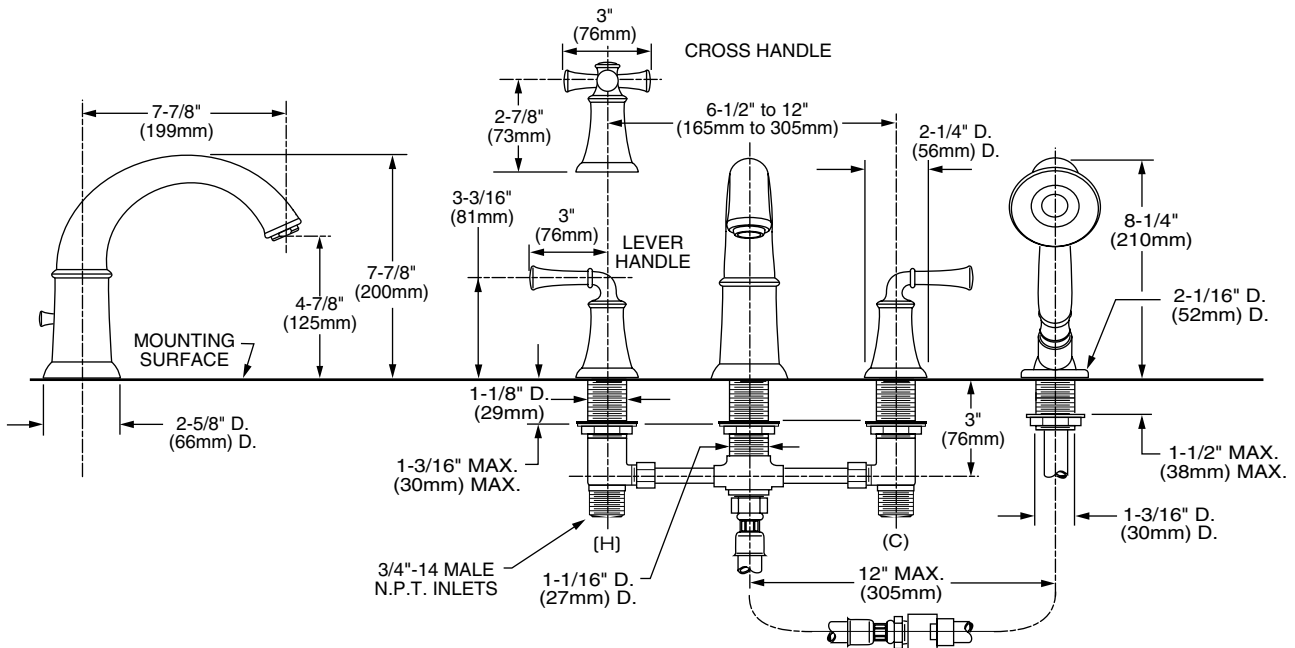 3"
(76mm)
CROSS HANDLE
7-7/8"
(199mm)
2-7/8"
(73mm)
6-1/2" to 12"
(165mm to 305mm)
2-1/4" D.
(56mm) D.
3-3/16"
(81mm)
3"
(76mm)
LEVER
HANDLE
8-1/4"
(210mm)
7-7/8"
(200mm)
4-7/8"
(125mm)
2-1/16" D.
(52mm) D.
MOUNTING
SURFACE
1-1/8" D.
(29mm)
3"
(76mm)
2-5/8" D.
(66mm) D.
1-3/16" MAX.
(30mm) MAX.
1-1/2" MAX.
(38mm) MAX.
1-3/16" D.
(30mm) D.
(H)
(C)
3/4"-14 MALE
N.P.T. INLETS
1-1/16" D.
(27mm) D.
12" MAX.
(305mm)